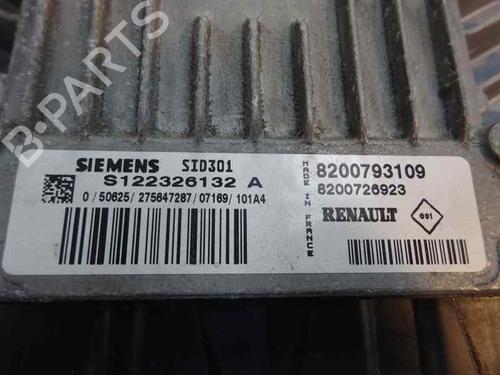 B-PARTS
SIEMENS SID301
S122326132 A
0 / 50625 / 275647287 / 07169 / 101A4
MADE IN FRANCE
8200793109
8200726923
RENAULT
001